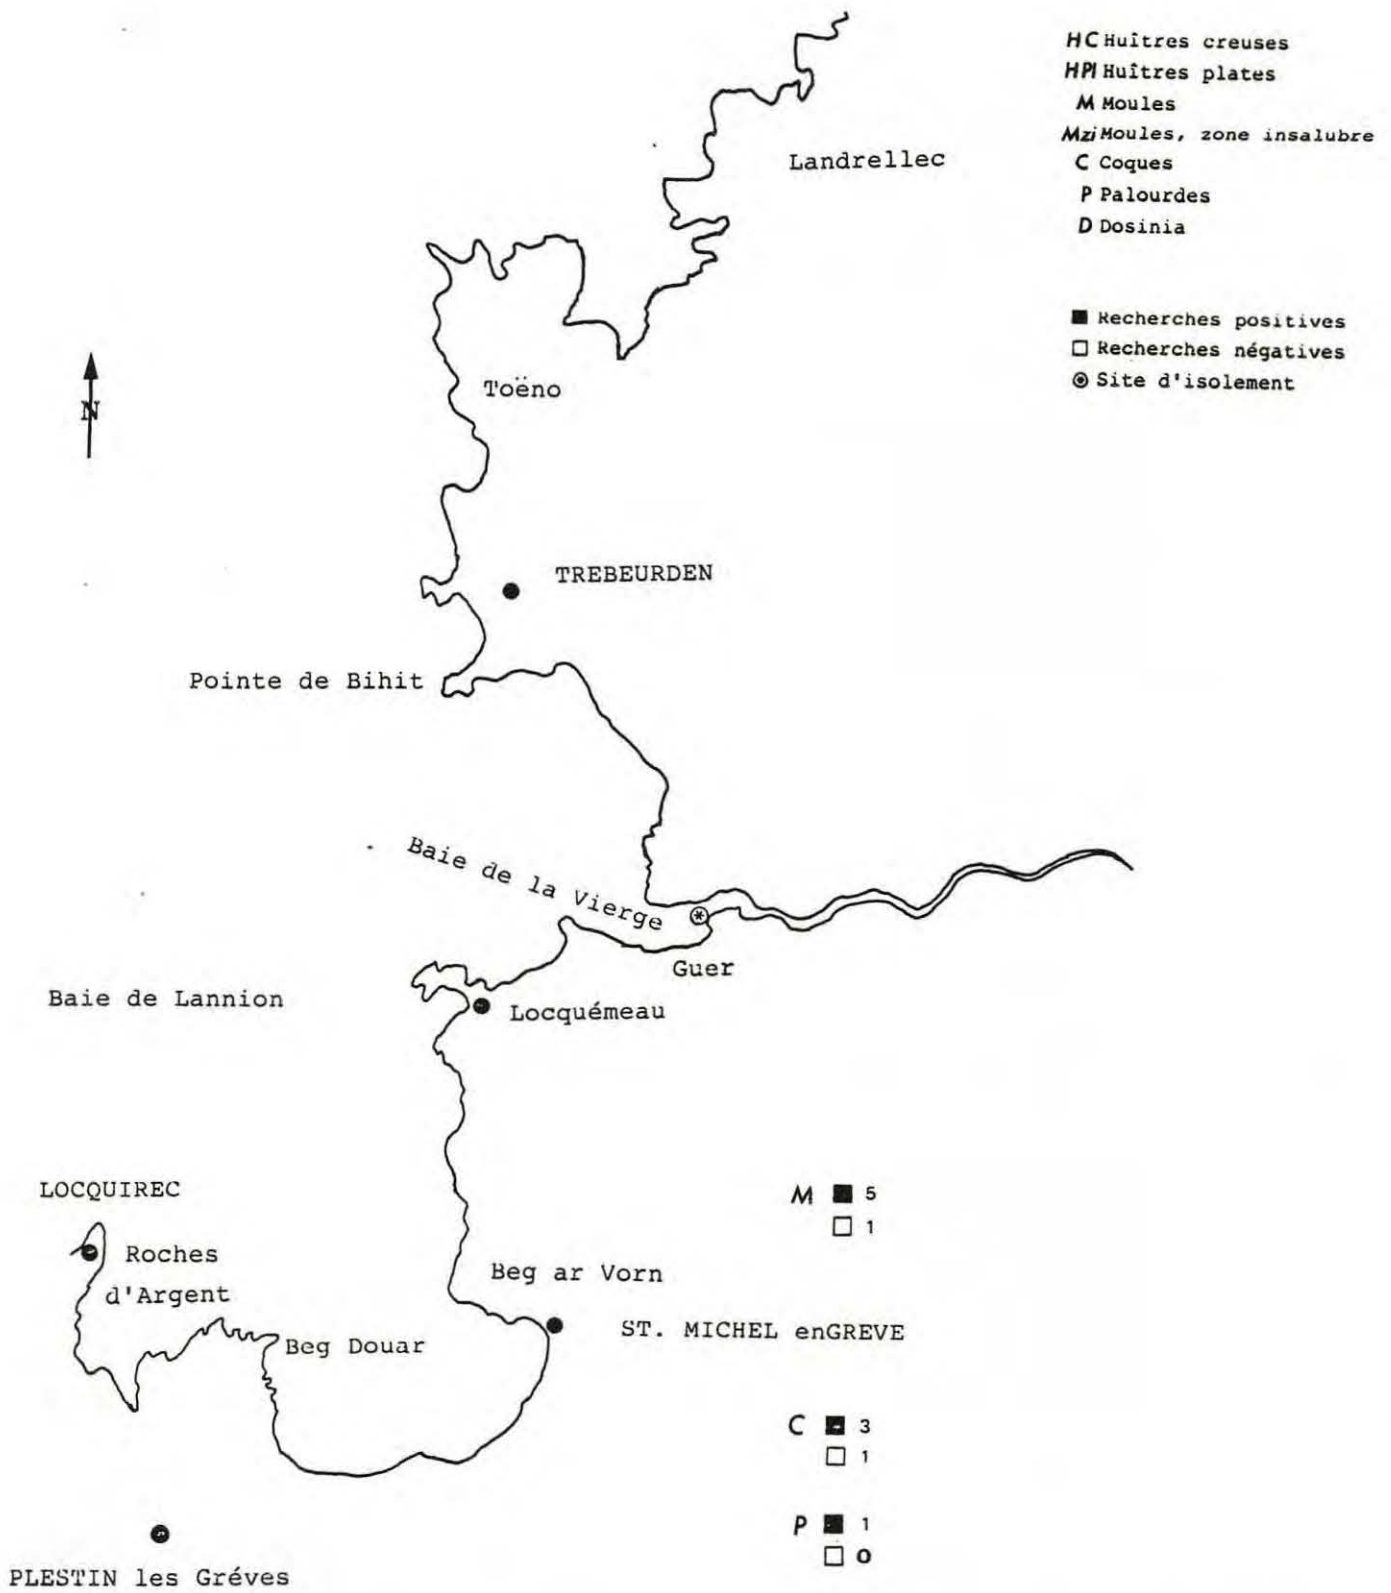 HC Huîtres creuses
HPl Huîtres plates
M Moules
Mzi Moules, zone insalubre
C Coques
P Palourdes
D Dosinia
Recherches positives
Recherches négatives
Site d'isolement
Landrellec
N
Toëno
TREBEURDEN
Pointe de Bihit
Baie de la Vierge
Guer
Baie de Lannion
Locquémeau
LOCQUIREC
Roches
d'Argent
Beg ar Vorn
ST. MICHEL enGREVE
Beg Douar
M 5
1
C 3
1
P 1
0
PLESTIN les Gréves